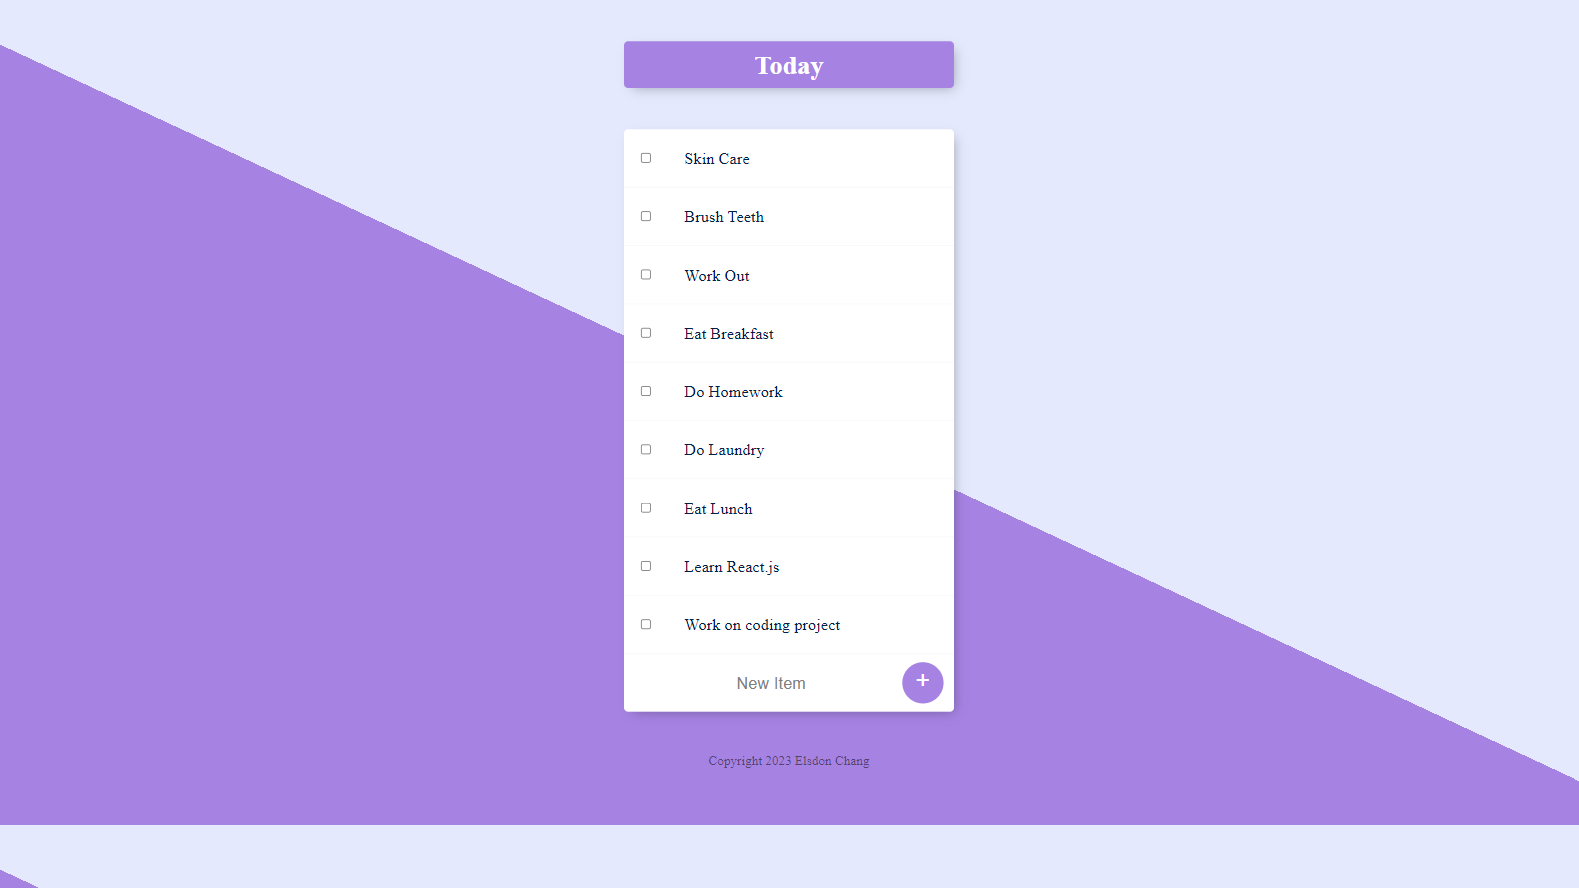 Today
Skin Care
Brush Teeth
Work Out
Eat Breakfast
Do Homework
Do Laundry
Eat Lunch
Learn React.js
Work on coding project
New Item +
Copyright 2023 Elsdon Chang